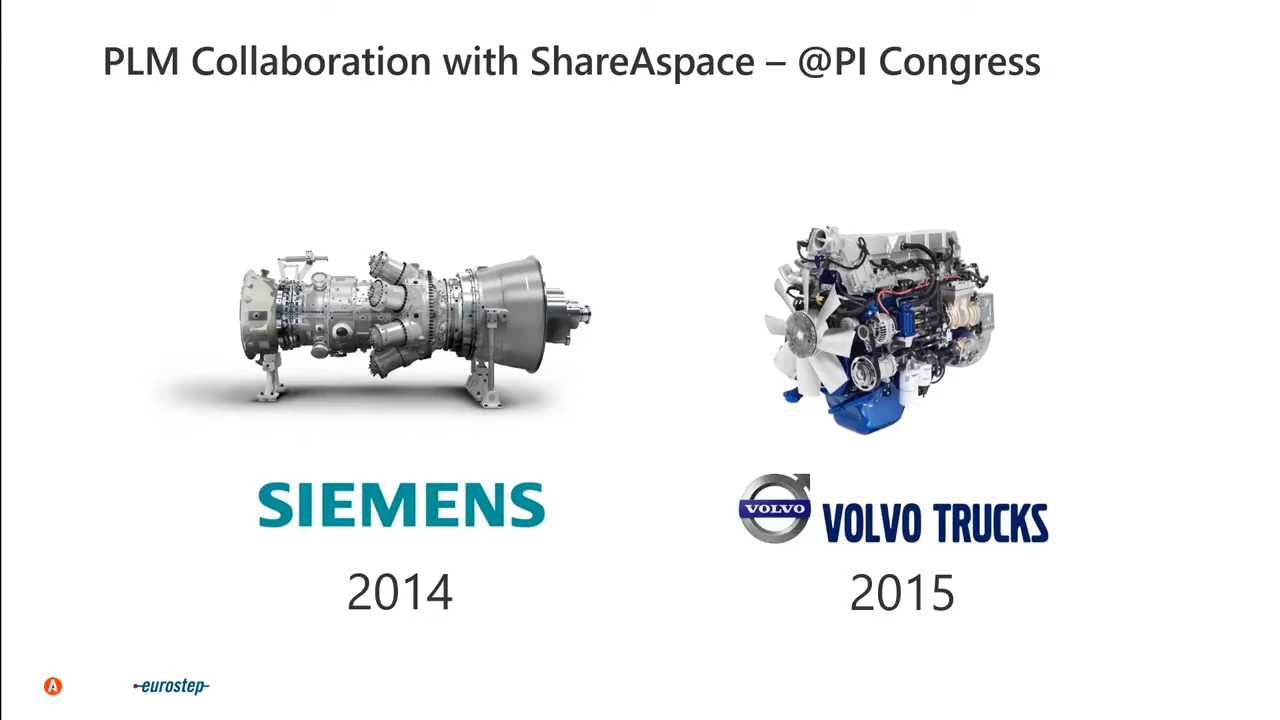 PLM Collaboration with ShareAspace – @PI Congress
SIEMENS
VOLVO
VOLVO TRUCKS
2014
2015
A
eurostep